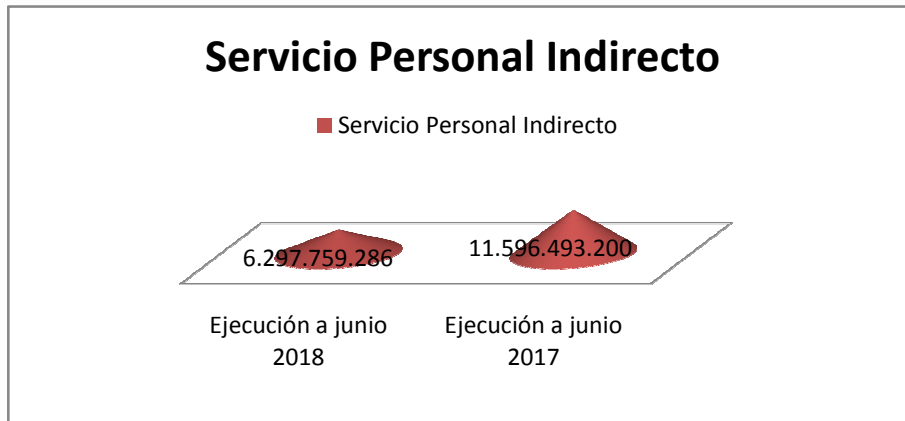 Servicio Personal Indirecto
Servicio Personal Indirecto
6.297.759.286
11.596.493.200
Ejecución a junio
2018
Ejecución a junio
2017